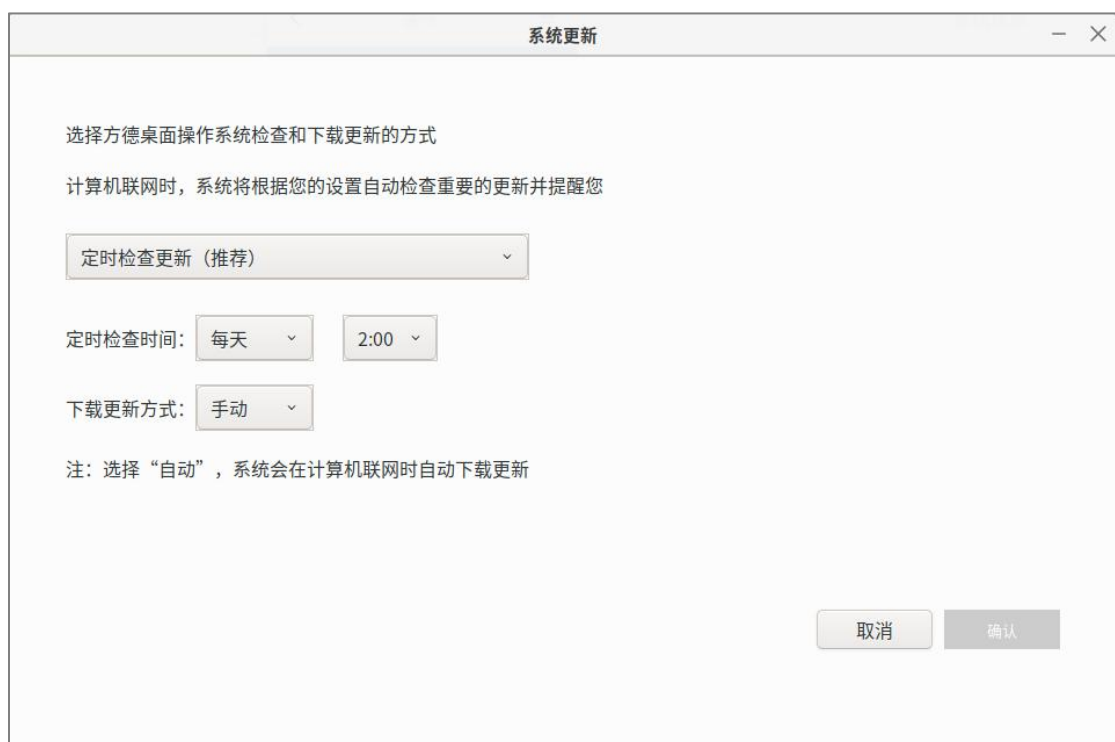 系统更新
选择方德桌面操作系统检查和下载更新的方式
计算机联网时，系统将根据您的设置自动检查重要的更新并提醒您
定时检查更新（推荐）
定时检查时间： 每天 2:00
下载更新方式： 手动
注：选择“自动”，系统会在计算机联网时自动下载更新
取消 确认